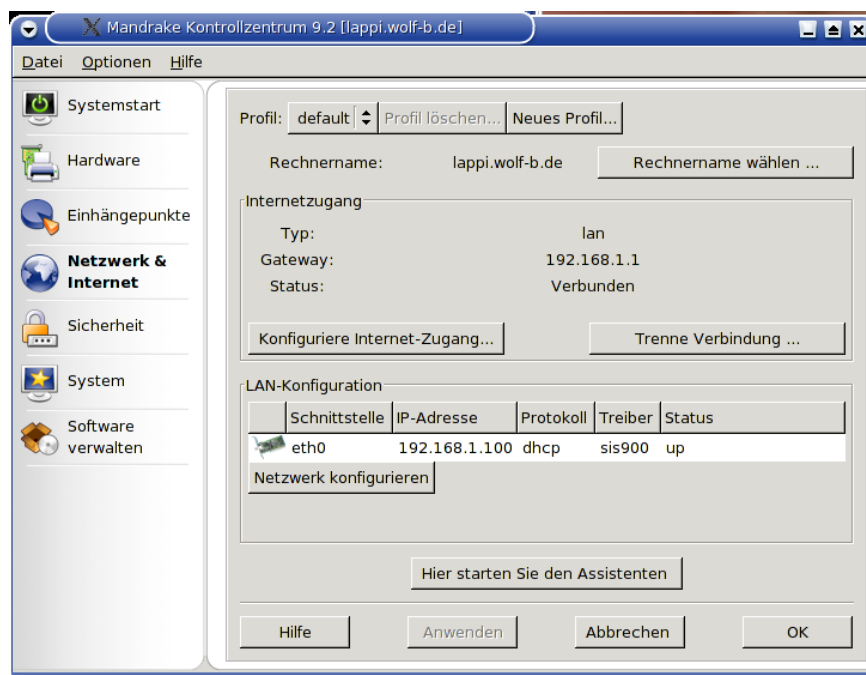 Mandrake Kontrollzentrum 9.2 [lappi.wolf-b.de]
Datei Optionen Hilfe
Systemstart
Hardware
Einhängepunkte
Netzwerk &
Internet
Sicherheit
System
Software
verwalten
Profil: default Profil löschen... Neues Profil...
Rechnername: lappi.wolf-b.de Rechnername wählen ...
Internetzugang
Typ: lan
Gateway: 192.168.1.1
Status: Verbunden
Konfiguriere Internet-Zugang... Trenne Verbindung ...
LAN-Konfiguration
Schnittstelle IP-Adresse Protokoll Treiber Status
eth0 192.168.1.100 dhcp sis900 up
Netzwerk konfigurieren
Hier starten Sie den Assistenten
Hilfe Anwenden Abbrechen OK